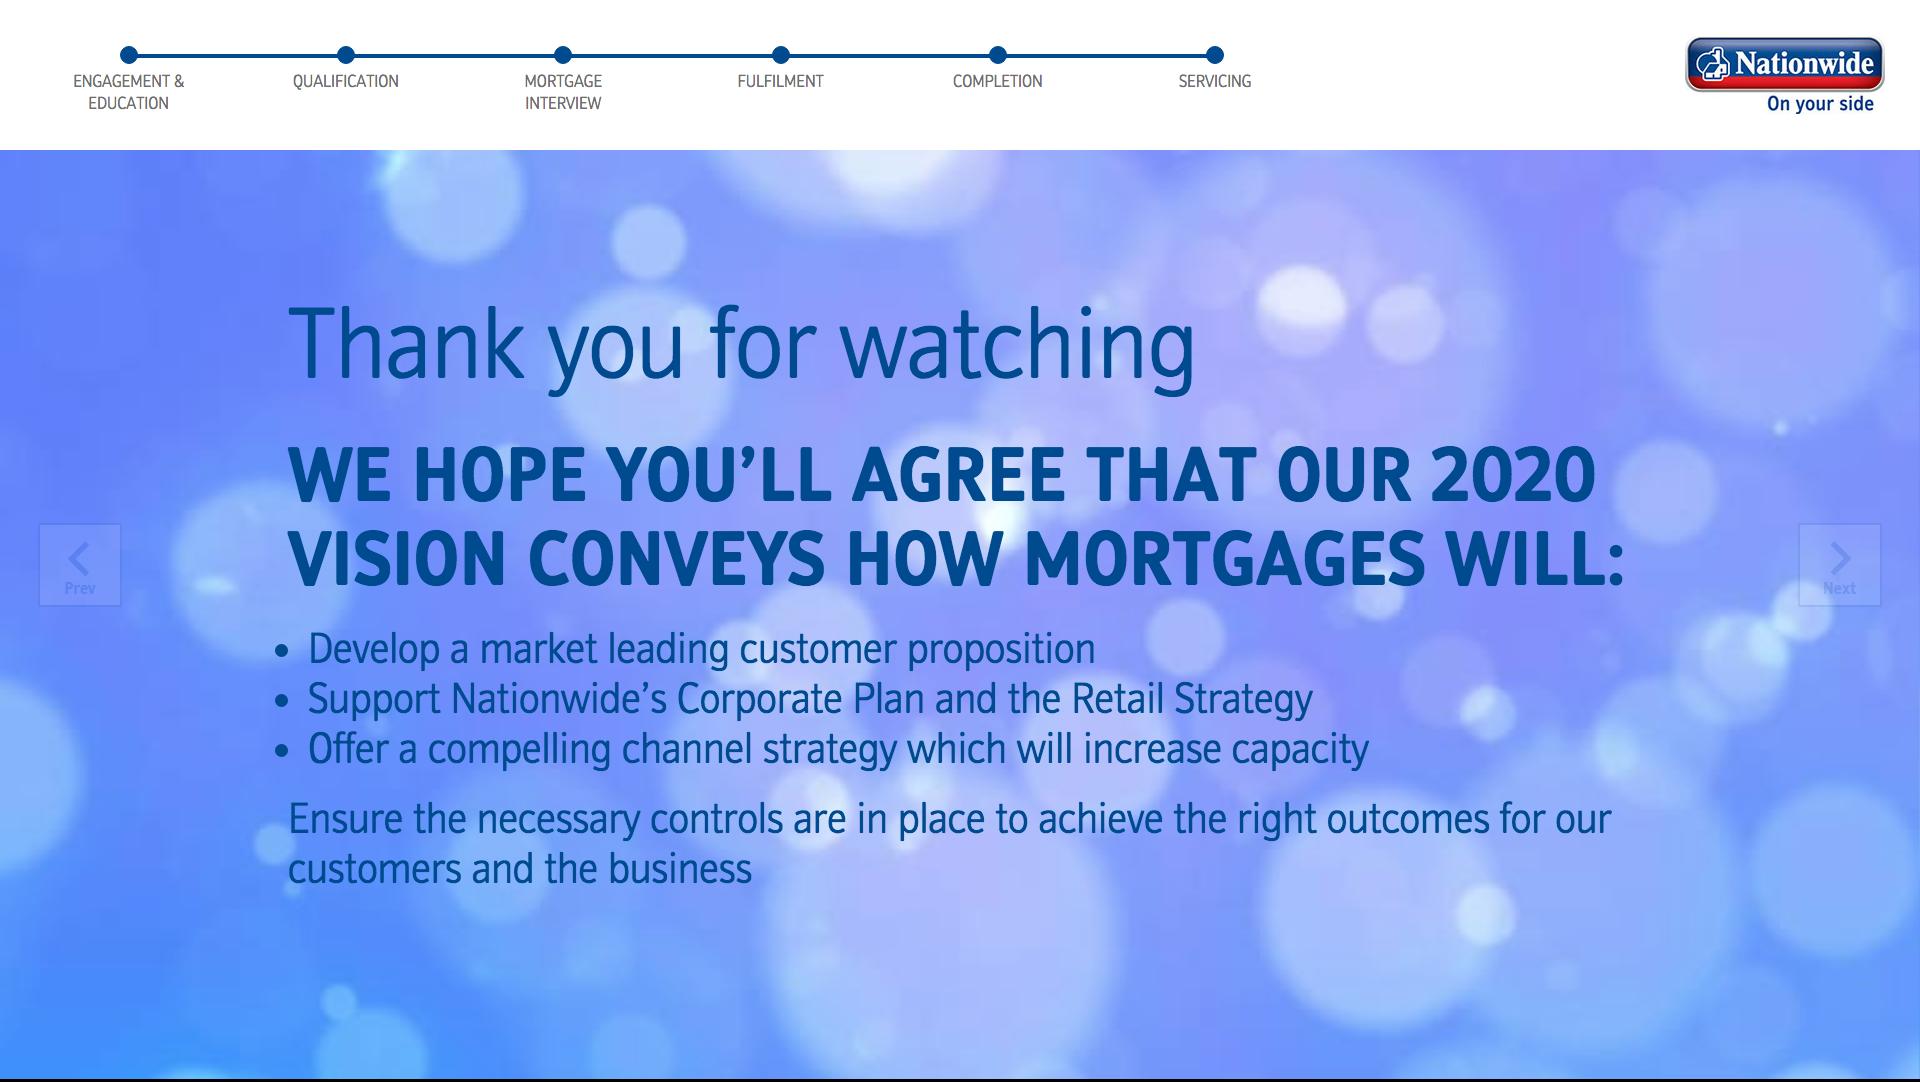 ENGAGEMENT &
EDUCATION
QUALIFICATION
MORTGAGE
INTERVIEW
FULFILMENT
COMPLETION
SERVICING
Nationwide
On your side
Thank you for watching
WE HOPE YOU’LL AGREE THAT OUR 2020
VISION CONVEYS HOW MORTGAGES WILL:
• Develop a market leading customer proposition
• Support Nationwide’s Corporate Plan and the Retail Strategy
• Offer a compelling channel strategy which will increase capacity
Ensure the necessary controls are in place to achieve the right outcomes for our
customers and the business
Prev
Next